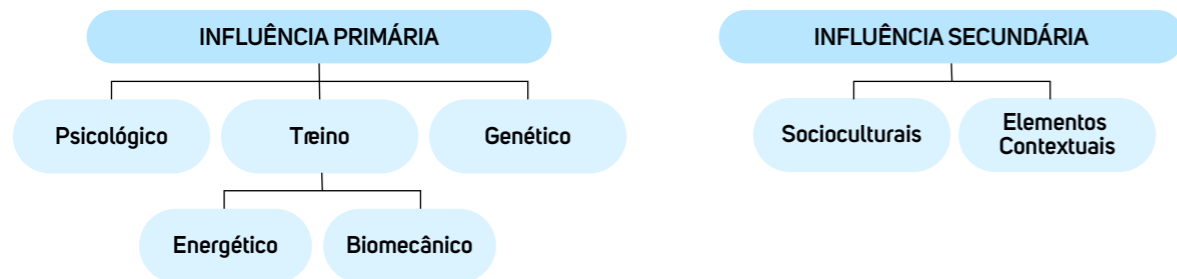 INFLUÊNCIA PRIMÁRIA
INFLUÊNCIA SECUNDÁRIA
Psicológico
Treino
Genético
Socioculturais
Elementos
Contextuais
Energético
Biomecânico